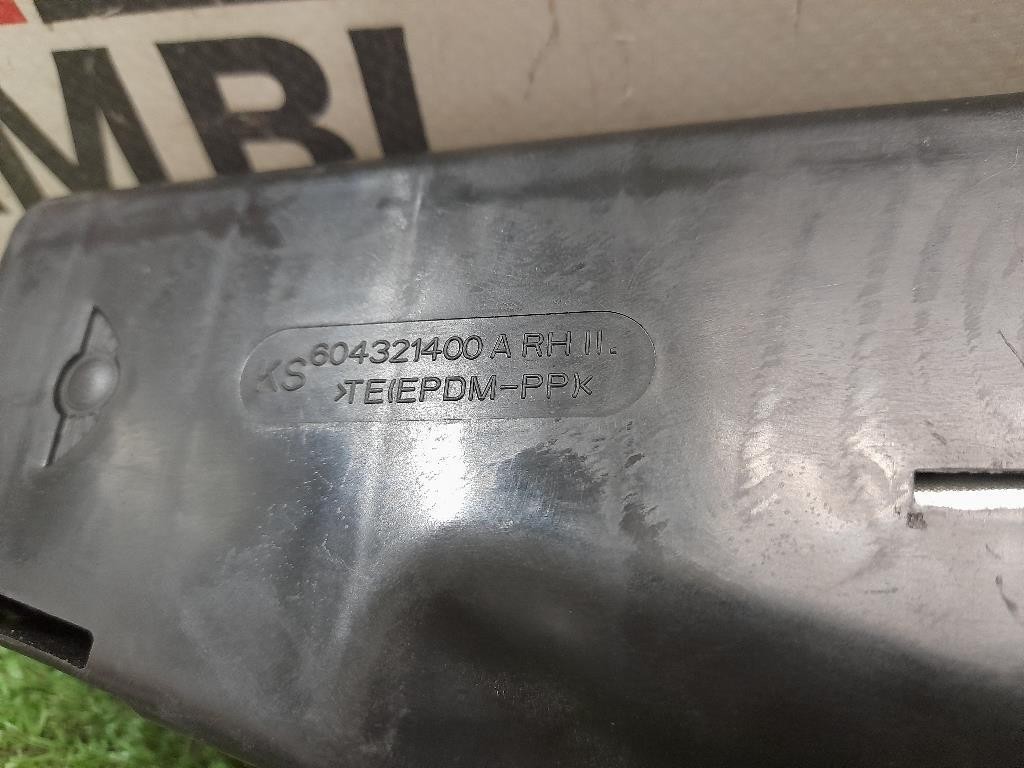 MBI
KS 604321400 A RH II.
>TE(EPDM-PP)<